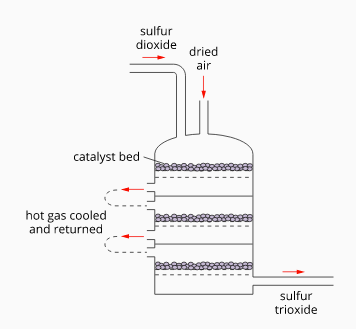 sulfur
dioxide
dried
air
catalyst bed
hot gas cooled
and returned
sulfur
trioxide